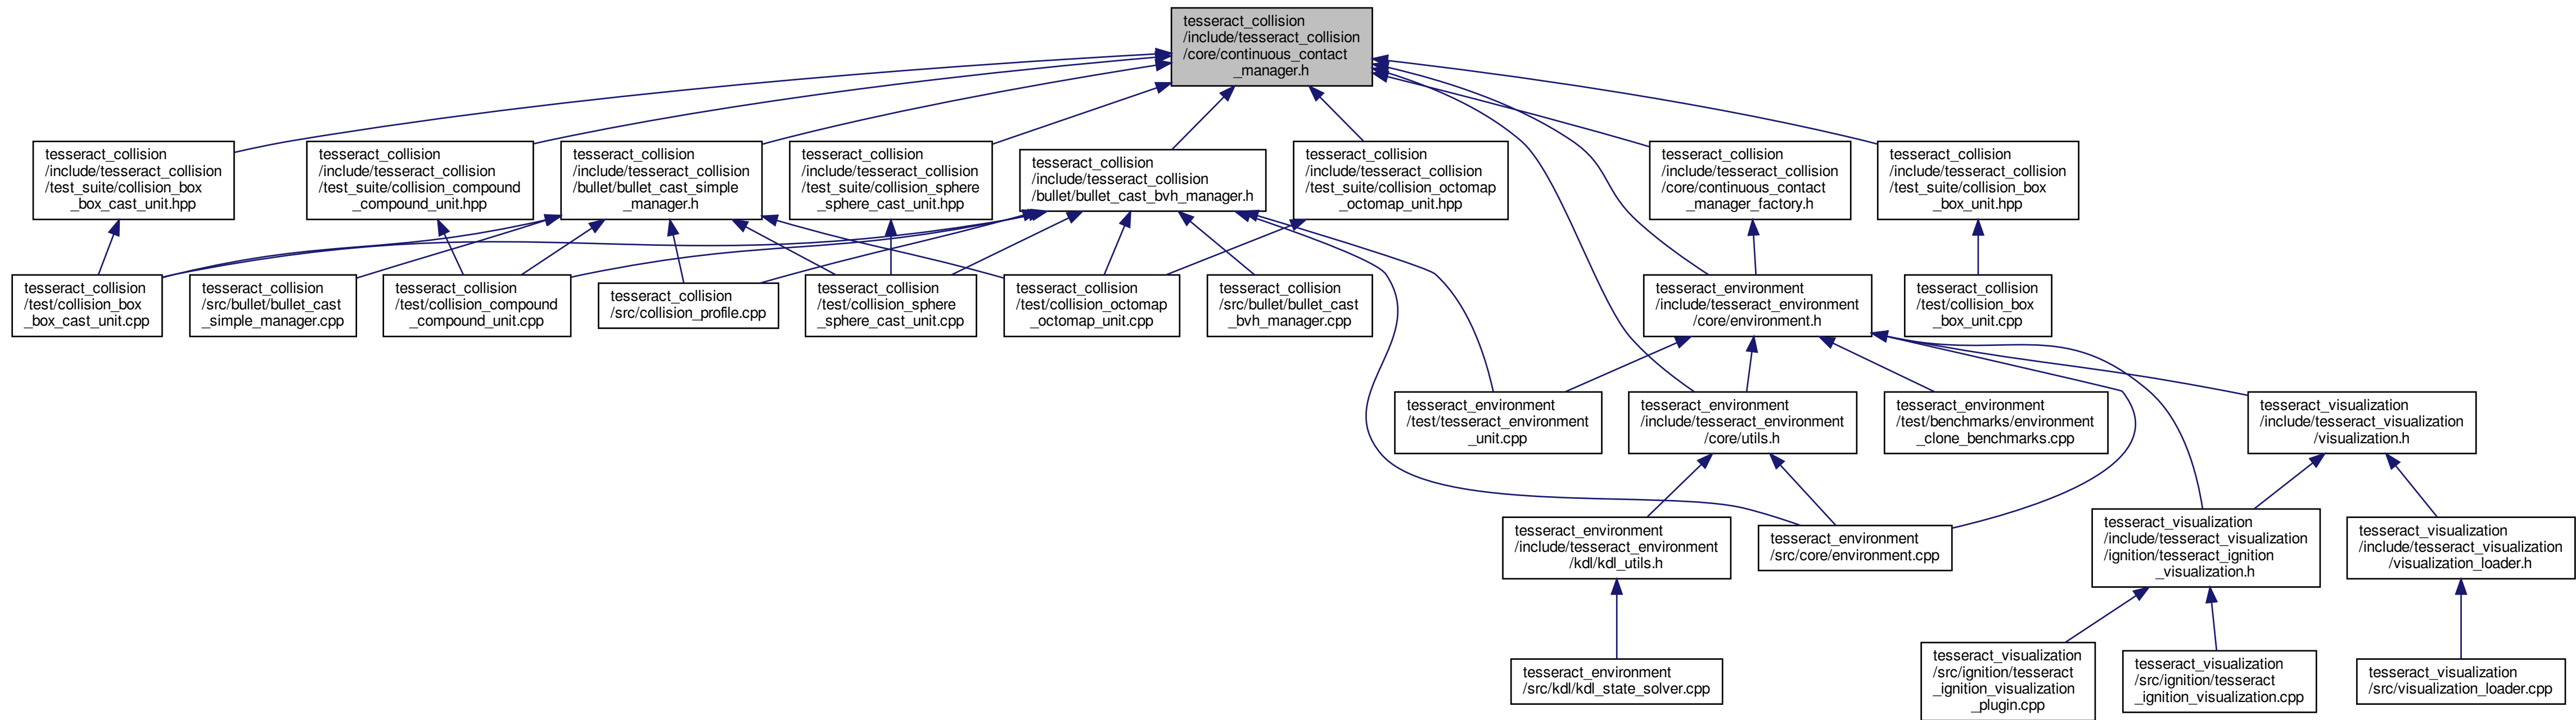 tesseract_collision
/include/tesseract_collision
/core/continuous_contact
_manager.h
tesseract_collision
/include/tesseract_collision
/test_suite/collision_box
_box_cast_unit.hpp
tesseract_collision
/include/tesseract_collision
/test_suite/collision_compound
_compound_unit.hpp
tesseract_collision
/include/tesseract_collision
/bullet/bullet_cast_simple
_manager.h
tesseract_collision
/include/tesseract_collision
/test_suite/collision_sphere
_sphere_cast_unit.hpp
tesseract_collision
/include/tesseract_collision
/bullet/bullet_cast_bvh_manager.h
tesseract_collision
/include/tesseract_collision
/test_suite/collision_octomap
_octomap_unit.hpp
tesseract_collision
/include/tesseract_collision
/core/continuous_contact
_manager_factory.h
tesseract_collision
/include/tesseract_collision
/test_suite/collision_box
_box_unit.hpp
tesseract_collision
/test/collision_box
_box_cast_unit.cpp
tesseract_collision
/src/bullet/bullet_cast
_simple_manager.cpp
tesseract_collision
/test/collision_compound
_compound_unit.cpp
tesseract_collision
/src/collision_profile.cpp
tesseract_collision
/test/collision_sphere
_sphere_cast_unit.cpp
tesseract_collision
/test/collision_octomap
_octomap_unit.cpp
tesseract_collision
/src/bullet/bullet_cast
_bvh_manager.cpp
tesseract_environment
/include/tesseract_environment
/core/environment.h
tesseract_collision
/test/collision_box
_box_unit.cpp
tesseract_environment
/test/tesseract_environment
_unit.cpp
tesseract_environment
/include/tesseract_environment
/core/utils.h
tesseract_environment
/test/benchmarks/environment
_clone_benchmarks.cpp
tesseract_visualization
/include/tesseract_visualization
/visualization.h
tesseract_environment
/include/tesseract_environment
/kdl/kdl_utils.h
tesseract_environment
/src/core/environment.cpp
tesseract_visualization
/include/tesseract_visualization
/ignition/tesseract_ignition
_visualization.h
tesseract_visualization
/include/tesseract_visualization
/visualization_loader.h
tesseract_environment
/src/kdl/kdl_state_solver.cpp
tesseract_visualization
/src/ignition/tesseract
_ignition_visualization
_plugin.cpp
tesseract_visualization
/src/ignition/tesseract
_ignition_visualization.cpp
tesseract_visualization
/src/visualization_loader.cpp